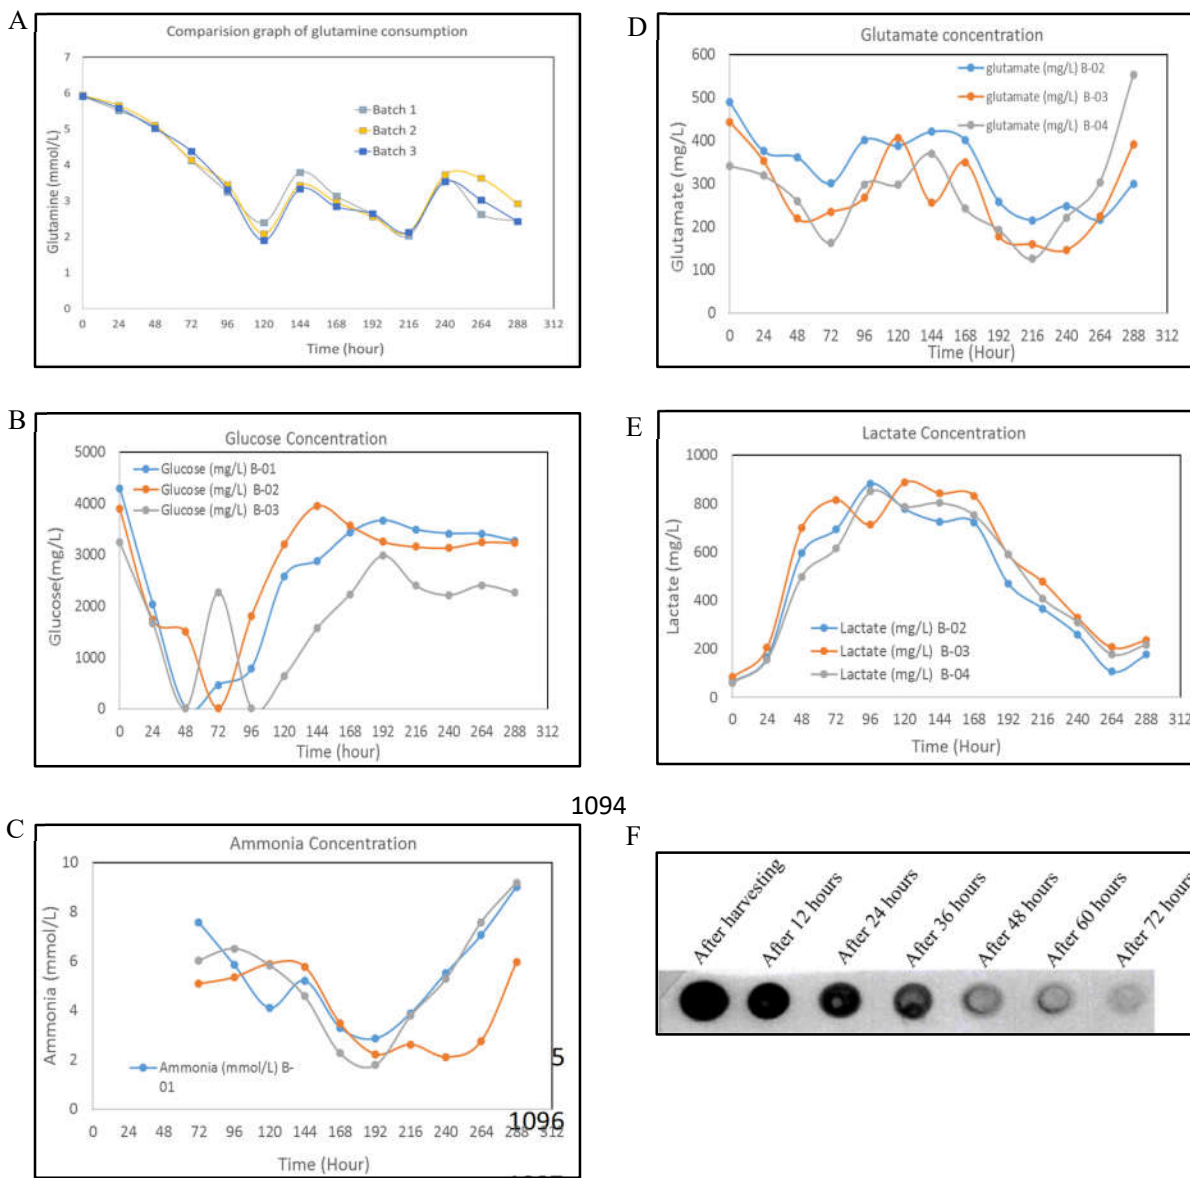 A
Comparision graph of glutamine consumption
7
6
5
4
3
2
1
0
Glutamine (mmol/L)
Batch 1
Batch 2
Batch 3
0 24 48 72 96 120 144 168 192 216 240 264 288 312
Time (hour)
D
Glutamate concentration
600
500
400
300
200
100
0
Glutamate (mg/L)
glutamate (mg/L) B-02
glutamate (mg/L) B-03
glutamate (mg/L) B-04
0 24 48 72 96 120 144 168 192 216 240 264 288 312
Time (Hour)
B
Glucose Concentration
5000
4000
3000
2000
1000
0
Glucose(mg/L)
Glucose (mg/L) B-01
Glucose (mg/L) B-02
Glucose (mg/L) B-03
0 24 48 72 96 120 144 168 192 216 240 264 288 312
Time (hour)
E
Lactate Concentration
1000
800
600
400
200
0
Lactate (mg/L)
Lactate (mg/L) B-02
Lactate (mg/L) B-03
Lactate (mg/L) B-04
0 24 48 72 96 120 144 168 192 216 240 264 288 312
Time (Hour)
1094
C
Ammonia Concentration
10
8
6
4
2
0
Ammonia (mmol/L)
Ammonia (mmol/L) B-
01
5
1096
0 24 48 72 96 120 144 168 192 216 240 264 288 312
Time (Hour)
F
After harvesting
After 12 hours
After 24 hours
After 36 hours
After 48 hours
After 60 hours
After 72 hours